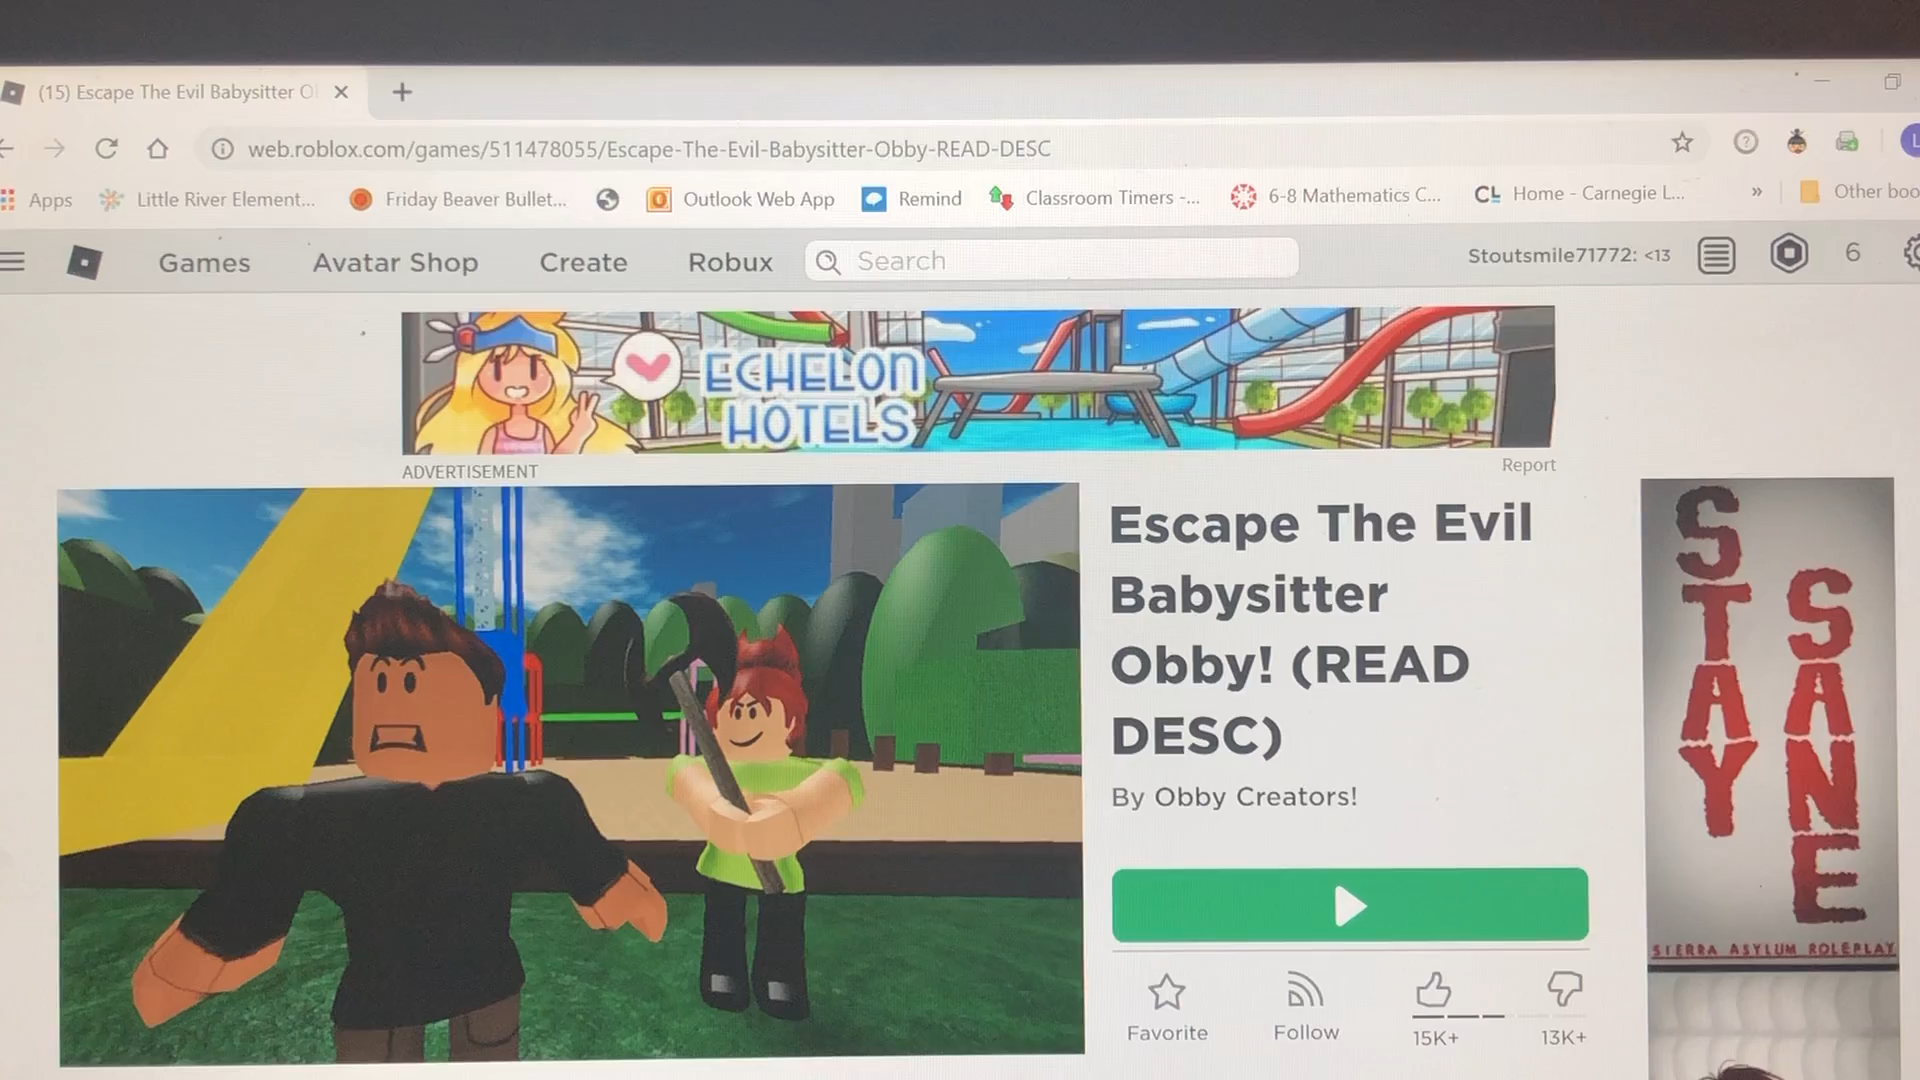 (15) Escape The Evil Babysitter O
web.roblox.com/games/511478055/Escape-The-Evil-Babysitter-Obby-READ-DESC
Apps Little River Element... Friday Beaver Bullet... Outlook Web App Remind Classroom Timers -... 6-8 Mathematics C... CL Home - Carnegie L... » Other boo
Games Avatar Shop Create Robux Search Stoutsmile71772: <13 6
ECHELON
HOTELS
ADVERTISEMENT Report
Escape The Evil
Babysitter
Obby! (READ
DESC)
By Obby Creators!
Favorite Follow 15K+ 13K+
STAY
SANE
SIERRA ASYLUM ROLEPLAY